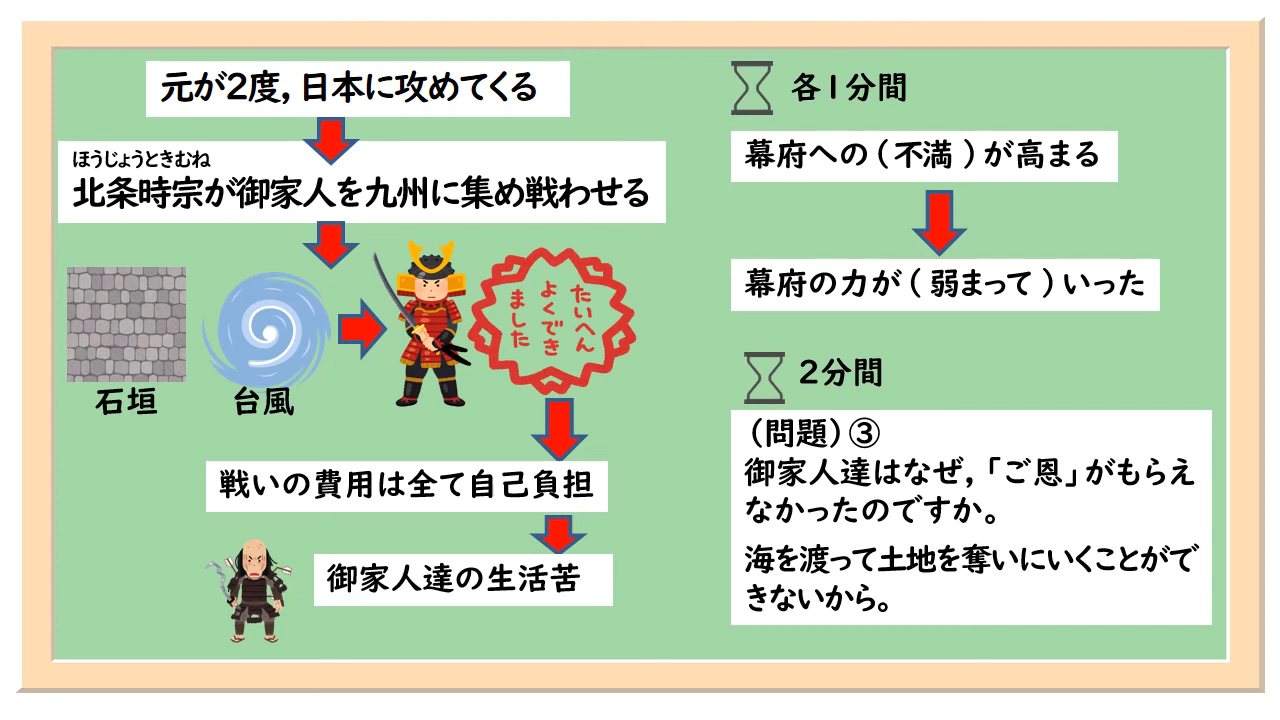 元が2度，日本に攻めてくる
ほうじょうときむね
北条時宗が御家人を九州に集め戦わせる
石垣
台風
たいへん
よくでき
ました
戦いの費用は全て自己負担
御家人達の生活苦
各1分間
幕府への（不満 ）が高まる
幕府の力が（ 弱まって ）いった
2分間
（問題）③
御家人達はなぜ，「ご恩」がもらえ
なかったのですか。
海を渡って土地を奪いにいくことがで
きないから。